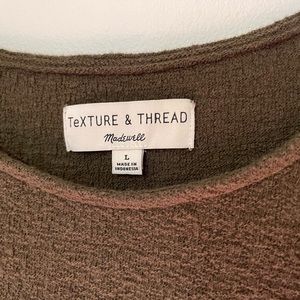 TeXTURE & THREAD
Madewell
L
MADE IN
INDONESIA